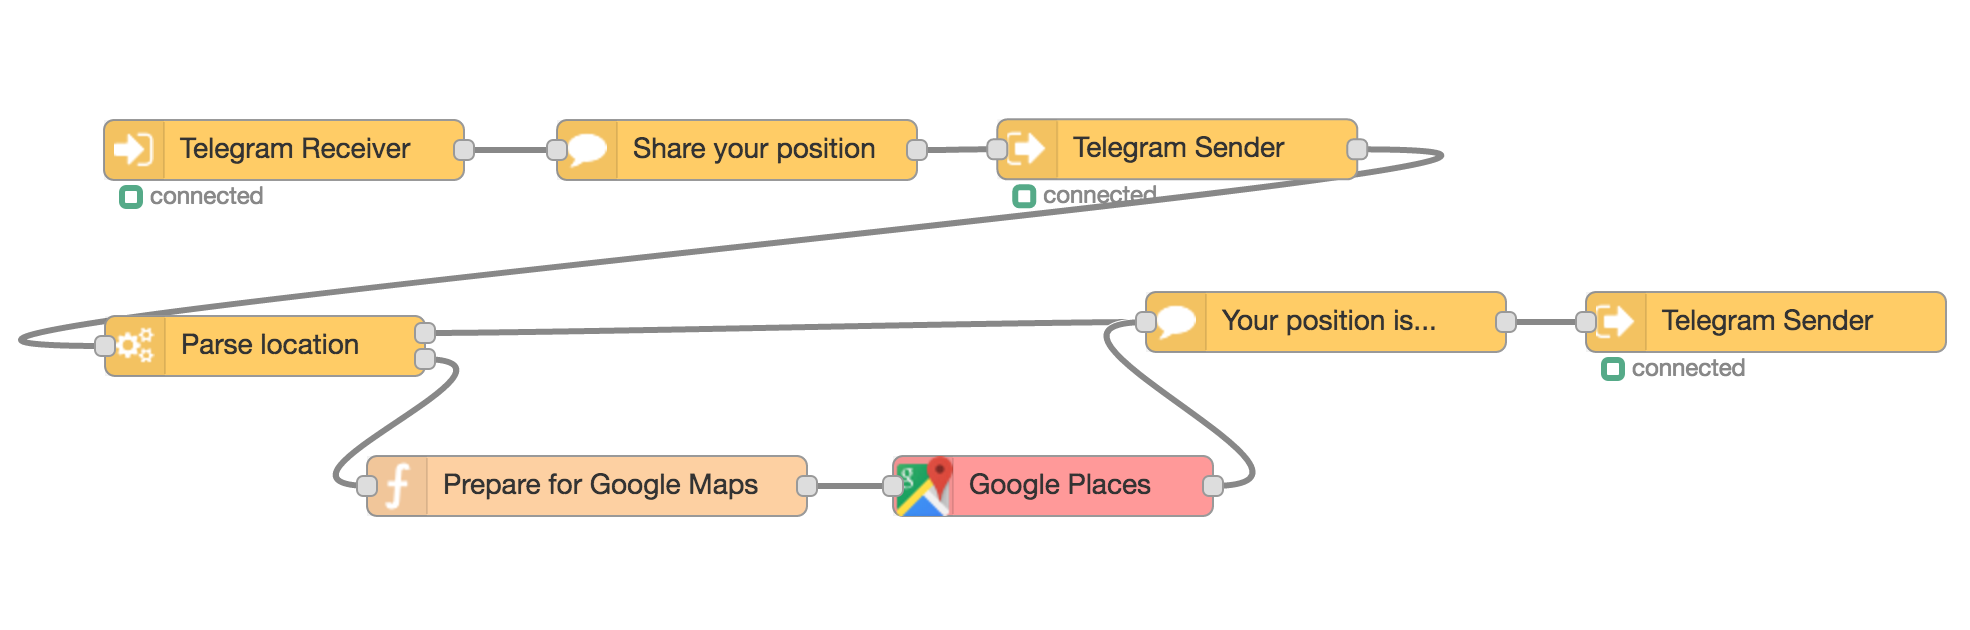 Telegram Receiver
Share your position
Telegram Sender
connected
connected
Parse location
Your position is...
Telegram Sender
connected
Prepare for Google Maps
g
Google Places